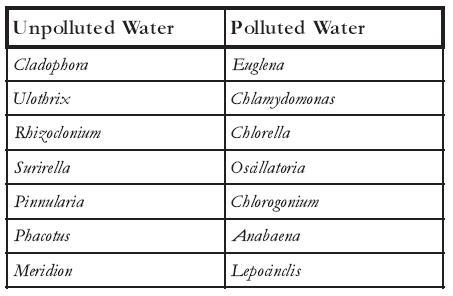 Unpolluted Water Polluted Water
Cladophora Euglena
Ulothrix Chlamydomonas
Rhizoclonium Chlorella
Surirella Oscillatoria
Pinnularia Chlorogonium
Phacotus Anabaena
Meridion Lepocinclis